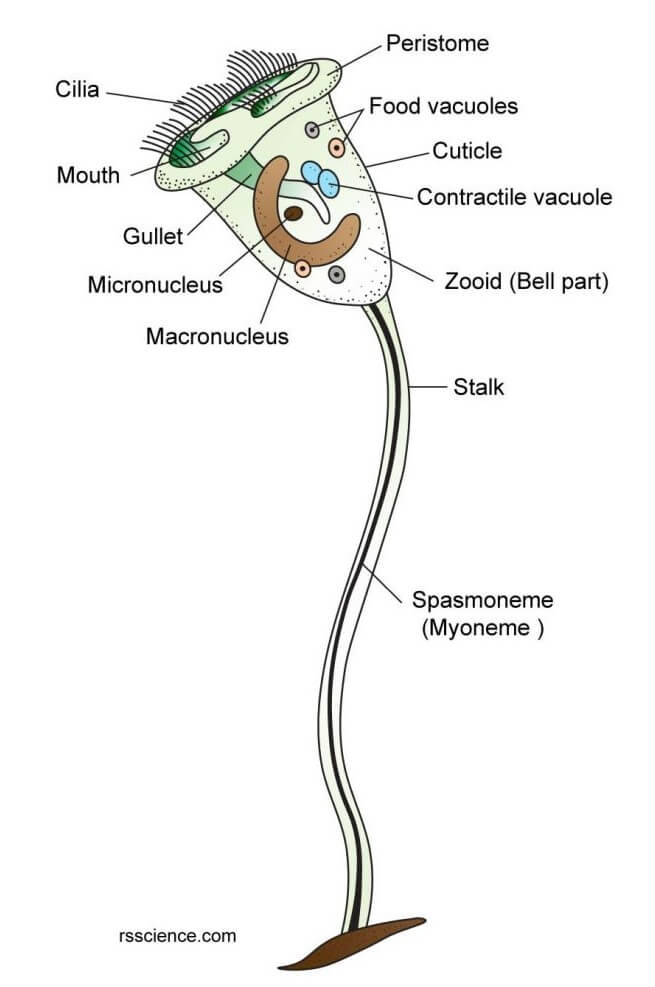 Peristome
Cilia
Food vacuoles
Cuticle
Mouth
Contractile vacuole
Gullet
Micronucleus
Zooid (Bell part)
Macronucleus
Stalk
Spasmoneme
(Myoneme )
rsscience.com